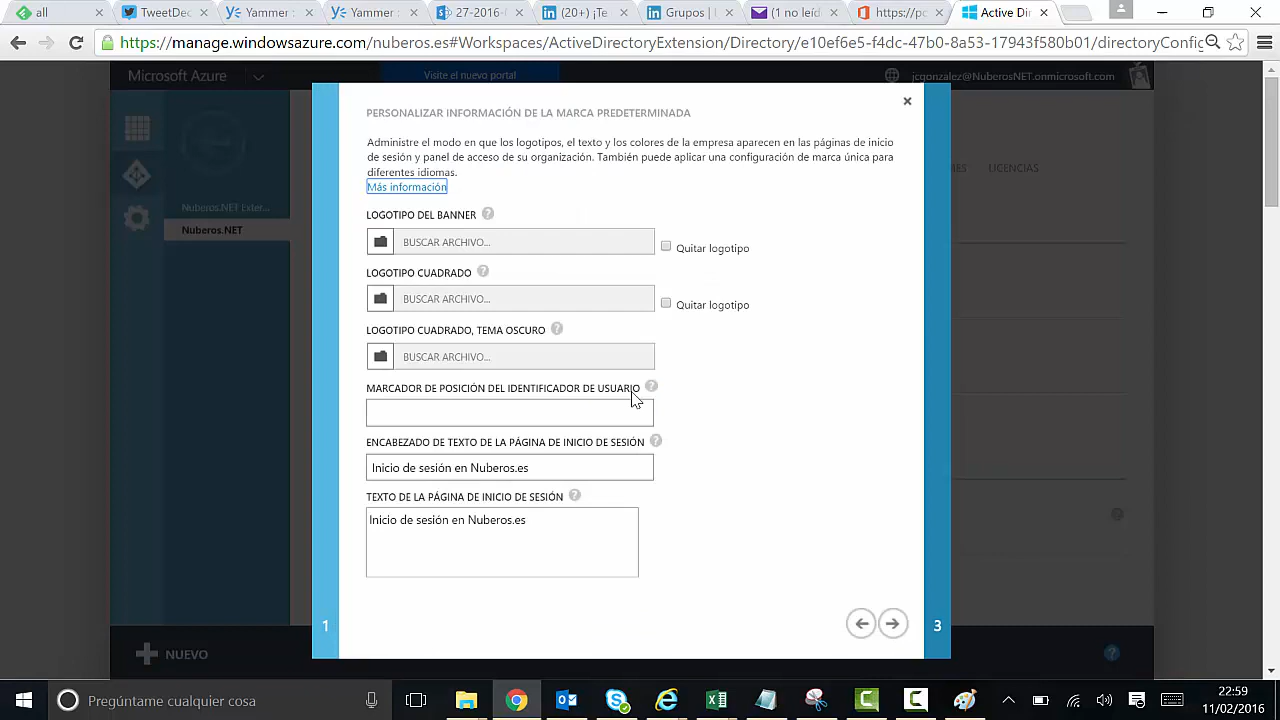 all
TweetDec
Yammer
Yammer
27-2016
(20+) ¡Te
Grupos | L
(1 no leíd
https://pc
Active Dir
https://manage.windowsazure.com/nuberos.es#Workspaces/ActiveDirectoryExtension/Directory/e10ef6e5-f4dc-47b0-8a53-17943f580b01/directoryConfig
Microsoft Azure
Visite el nuevo portal
jcgonzalez@NuberosNET.onmicrosoft.com
PERSONALIZAR INFORMACIÓN DE LA MARCA PREDETERMINADA
Administre el modo en que los logotipos, el texto y los colores de la empresa aparecen en las páginas de inicio
de sesión y panel de acceso de su organización. También puede aplicar una configuración de marca única para
diferentes idiomas.
Más información
LICENCIAS
Nuberos.NET Exter...
Nuberos.NET
LOGOTIPO DEL BANNER ?
BUSCAR ARCHIVO...
Quitar logotipo
LOGOTIPO CUADRADO ?
BUSCAR ARCHIVO...
Quitar logotipo
LOGOTIPO CUADRADO, TEMA OSCURO ?
BUSCAR ARCHIVO...
MARCADOR DE POSICIÓN DEL IDENTIFICADOR DE USUARIO ?
ENCABEZADO DE TEXTO DE LA PÁGINA DE INICIO DE SESIÓN ?
Inicio de sesión en Nuberos.es
TEXTO DE LA PÁGINA DE INICIO DE SESIÓN ?
Inicio de sesión en Nuberos.es
1
3
NUEVO
?
Pregúntame cualquier cosa
22:59
11/02/2016